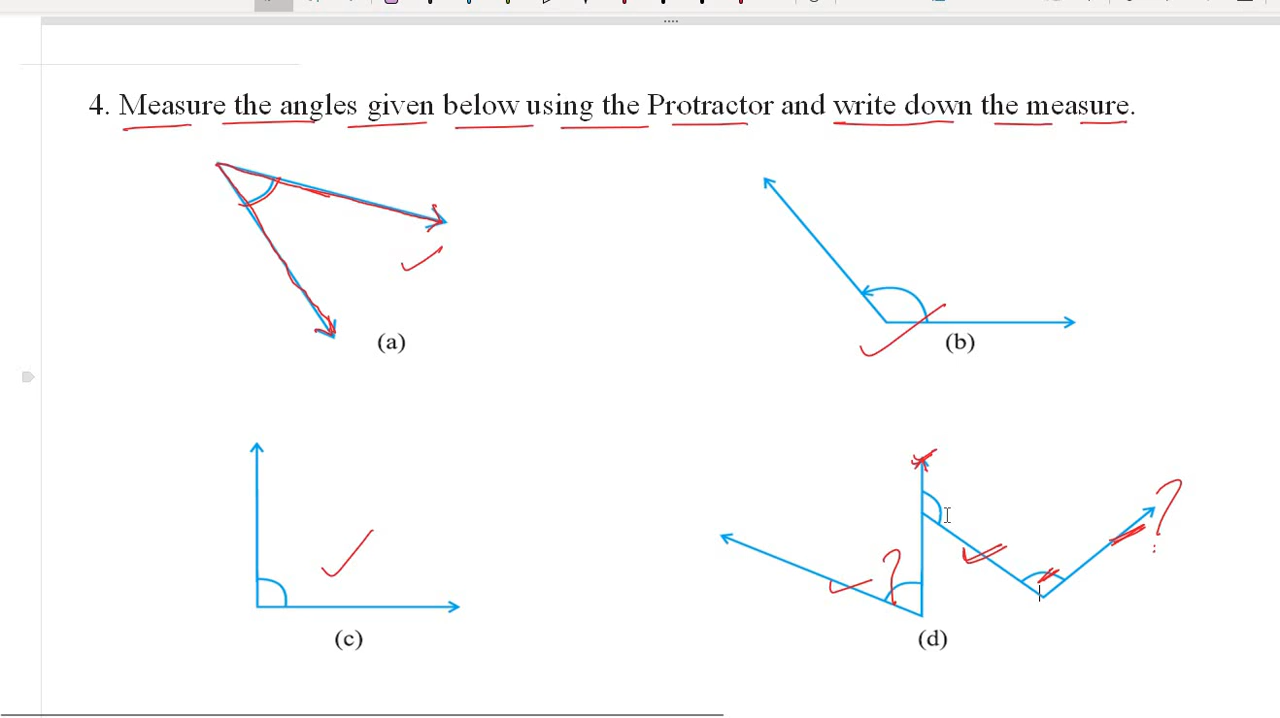 4. Measure the angles given below using the Protractor and write down the measure.
(a)
(b)
?
?
(c)
(d)